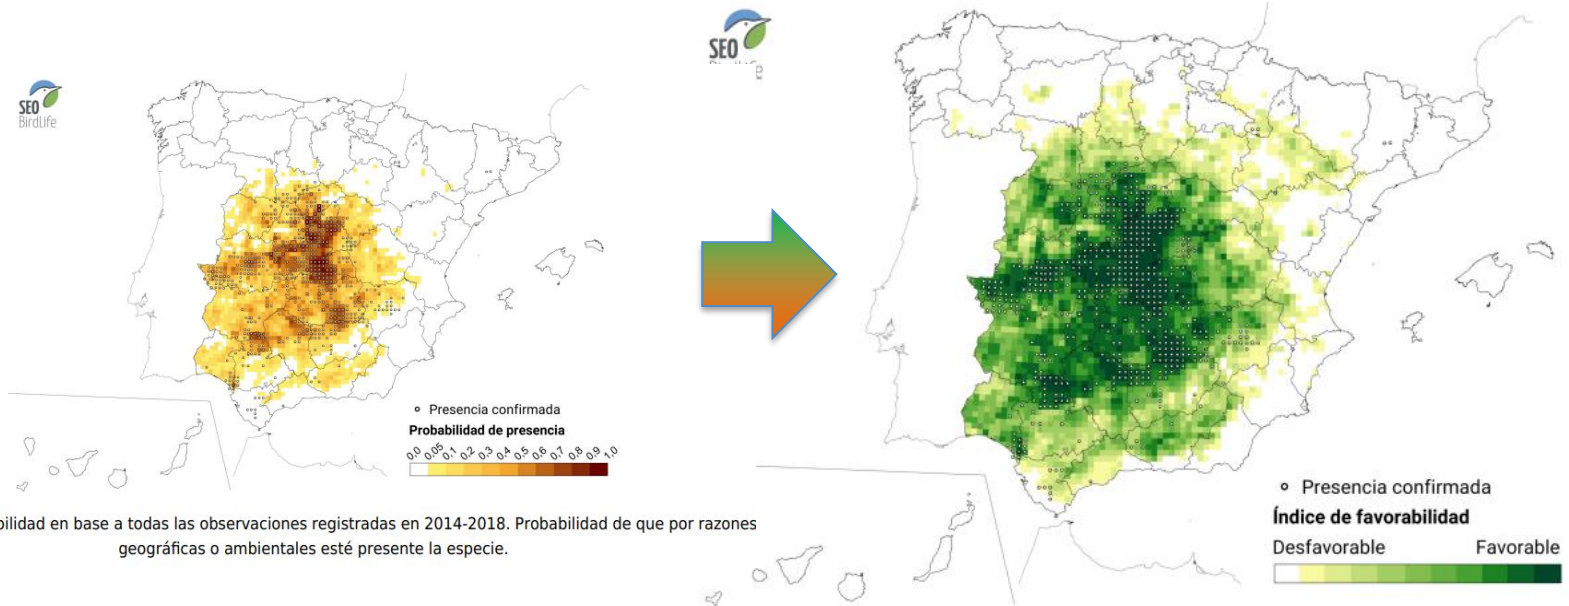 SEO
BirdLife
Presencia confirmada
Probabilidad de presencia
0.0 0.05 0.1 0.2 0.3 0.4 0.5 0.6 0.7 0.8 0.9 1.0
bilidad en base a todas las observaciones registradas en 2014-2018. Probabilidad de que por razones
geográficas o ambientales esté presente la especie.
SEO
Presencia confirmada
Índice de favorabilidad
Desfavorable Favorable